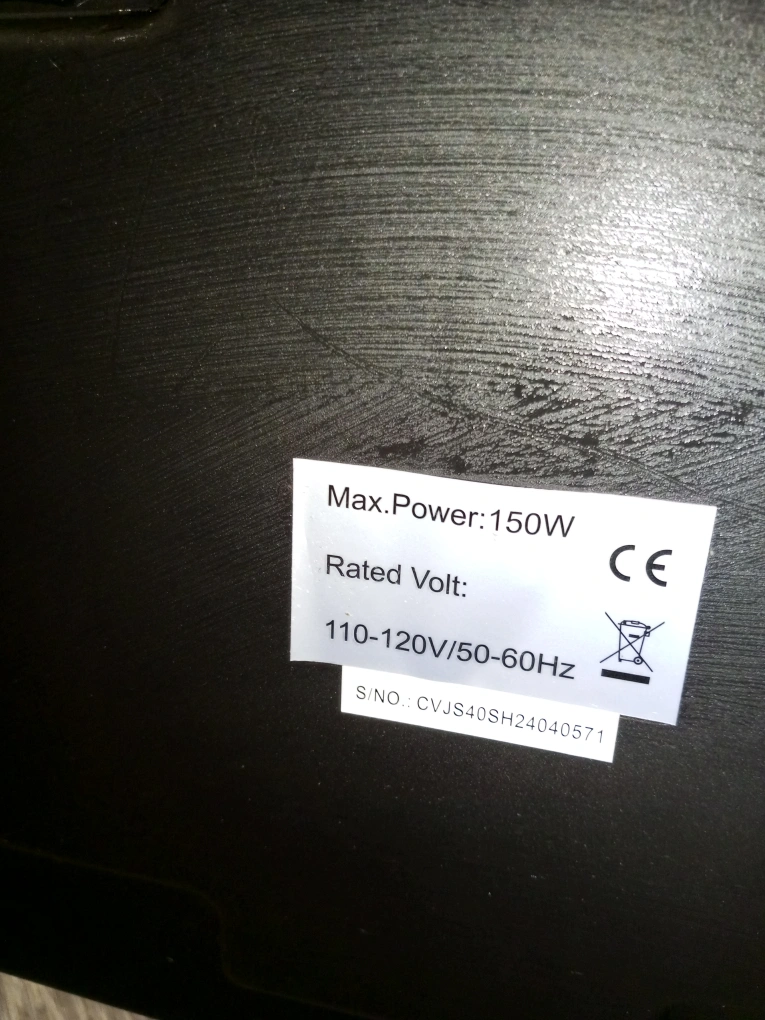 Max.Power:150W
CE
Rated Volt:
110-120V/50-60Hz
S/NO.: CVJS40SH24040571